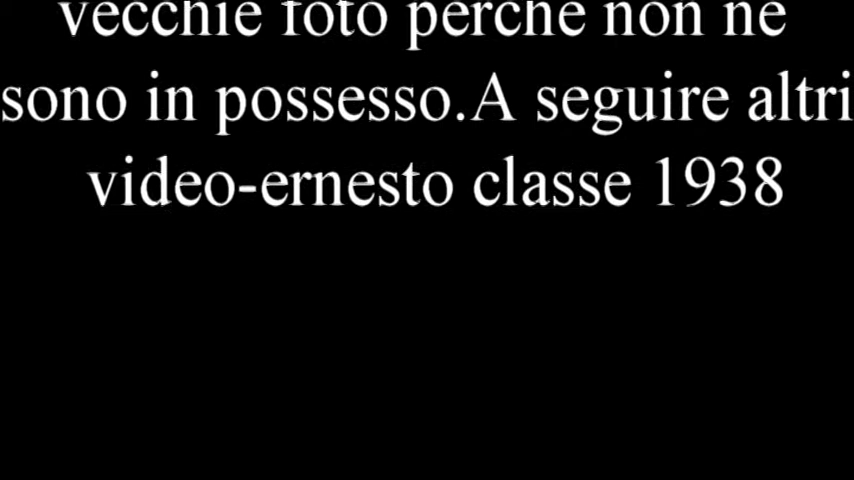 vecchie foto perche non ne
sono in possesso.A seguire altri
video-ernesto classe 1938